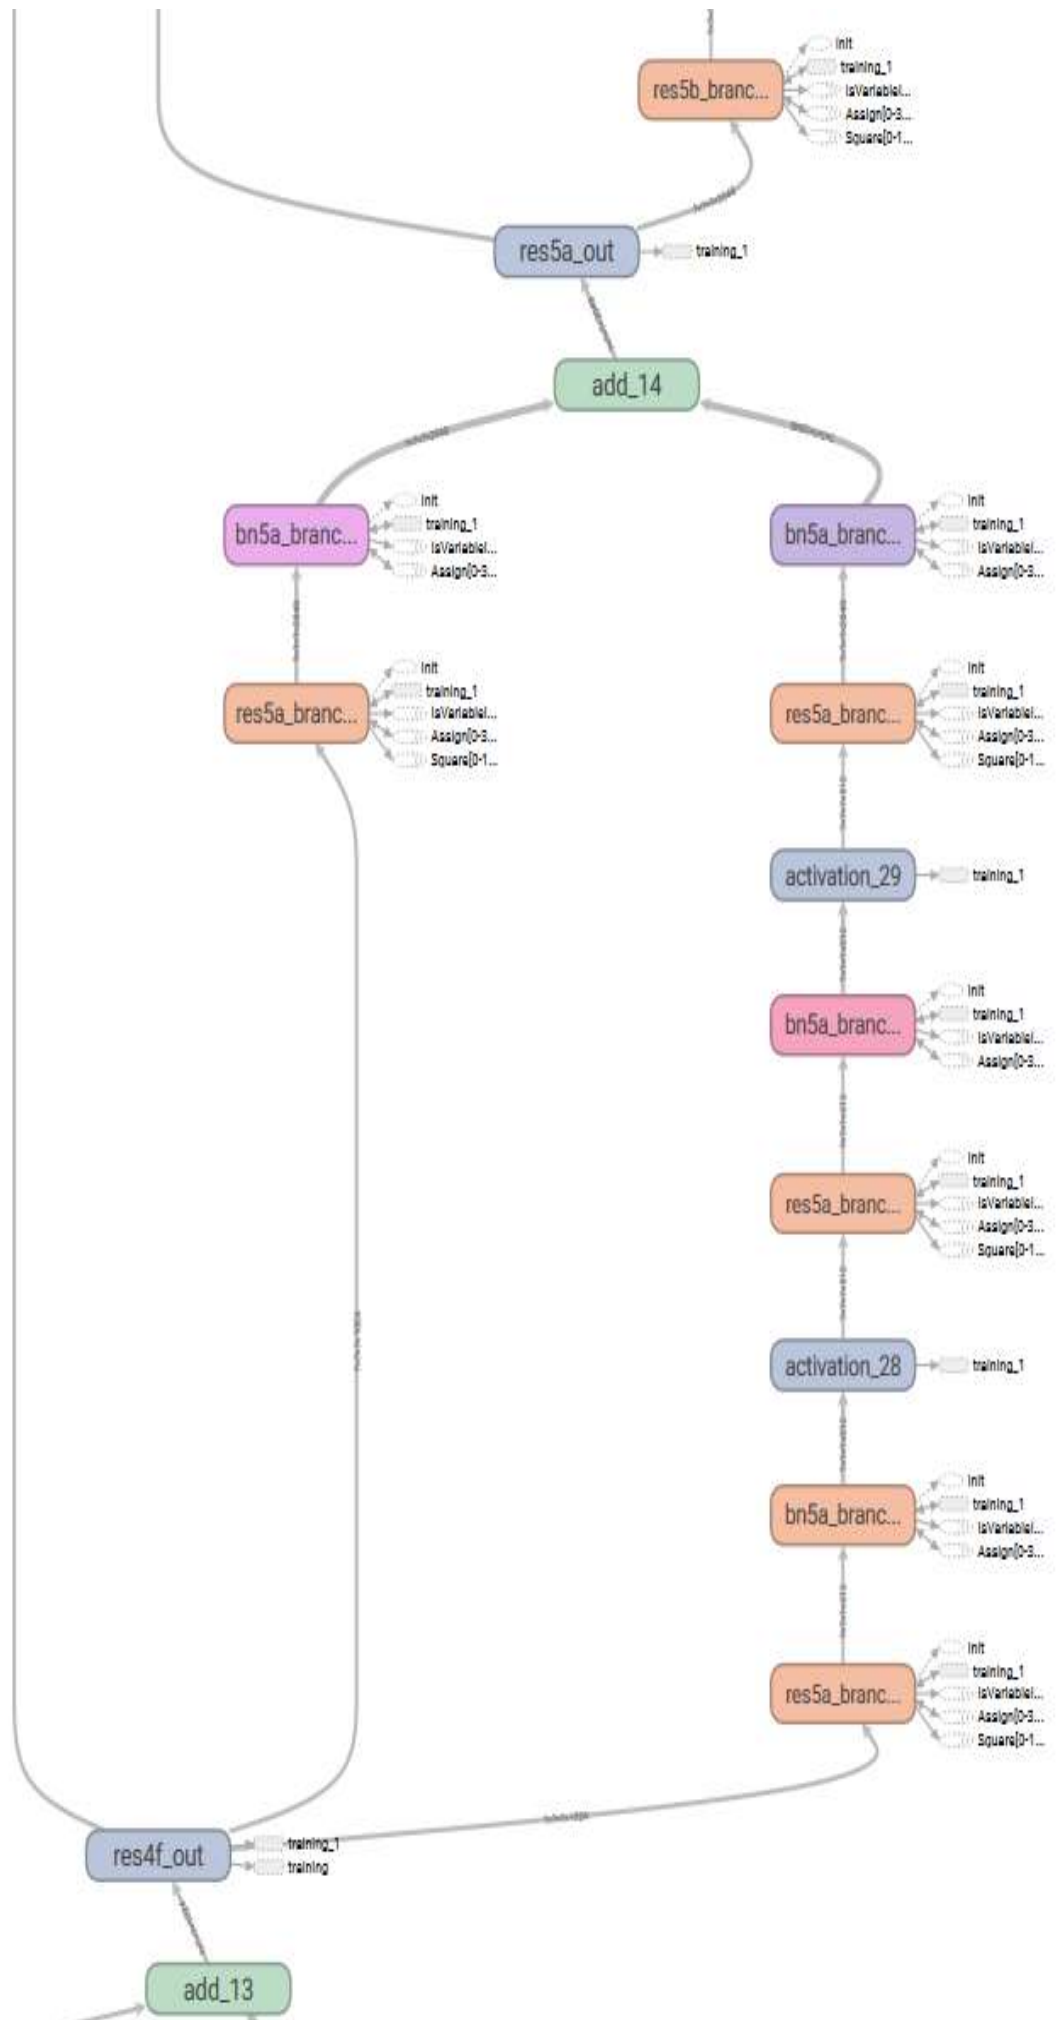 Init
training_1
res5b_branc...
IsVariableI...
Assign[0-3...
Square[0-1...
res5a_out
training_1
add_14
bn5a_branc...
Init
training_1
IsVariableI...
Assign[0-3...
bn5a_branc...
Init
training_1
IsVariableI...
Assign[0-3...
res5a_branc...
Init
training_1
IsVariableI...
Assign[0-3...
Square[0-1...
res5a_branc...
Init
training_1
IsVariableI...
Assign[0-3...
Square[0-1...
activation_29
training_1
bn5a_branc...
Init
training_1
IsVariableI...
Assign[0-3...
res5a_branc...
Init
training_1
IsVariableI...
Assign[0-3...
Square[0-1...
activation_28
training_1
bn5a_branc...
Init
training_1
IsVariableI...
Assign[0-3...
res5a_branc...
Init
training_1
IsVariableI...
Assign[0-3...
Square[0-1...
res4f_out
training_1
training
add_13